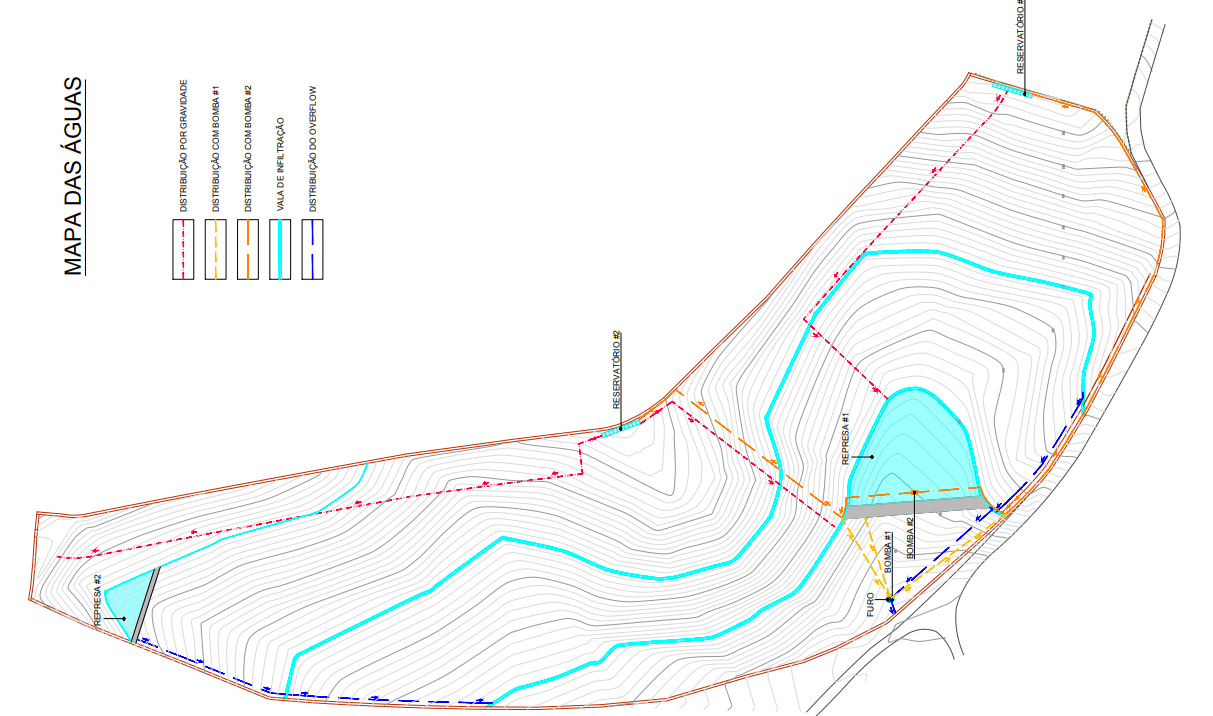 MAPA DAS ÁGUAS
DISTRIBUIÇÃO POR GRAVIDADE
DISTRIBUIÇÃO COM BOMBA #1
DISTRIBUIÇÃO COM BOMBA #2
VALA DE INFILTRAÇÃO
DISTRIBUIÇÃO DO OVERFLOW
RESERVATÓRIO #
RESERVATÓRIO #2
REPRESA #1
BOMBA #1
BOMBA #2
FURO
REPRESA #2